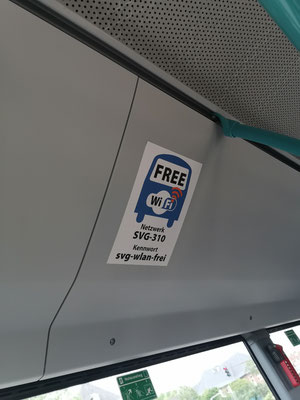 FREE
WiFi
Netzwerk
SVG-310
Kennwort
svg-wlan-frei